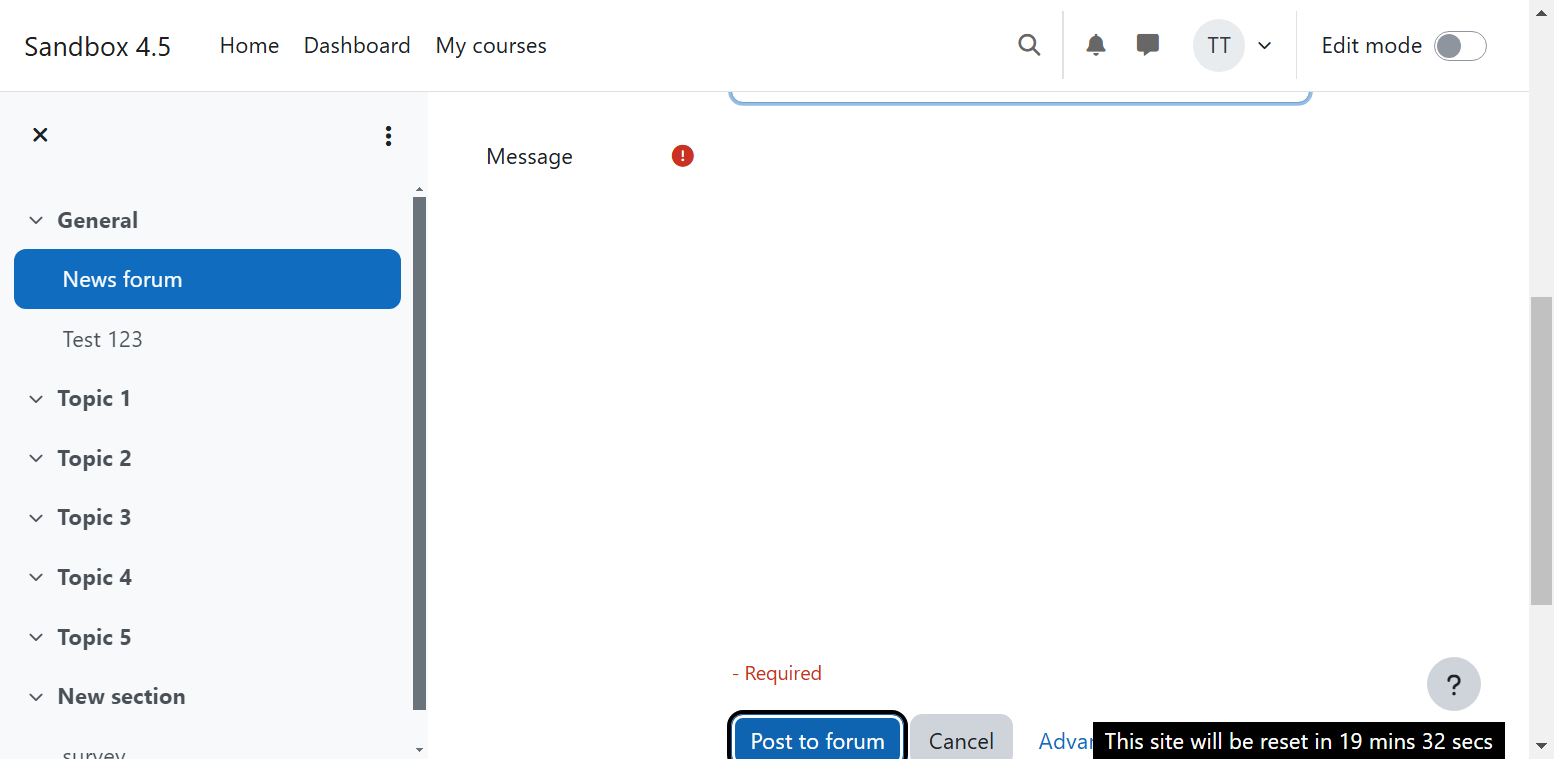 Sandbox 4.5 Home Dashboard My courses TT Edit mode
General
News forum
Test 123
Topic 1
Topic 2
Topic 3
Topic 4
Topic 5
New section
survey
Message
- Required
?
Post to forum Cancel
This site will be reset in 19 mins 32 secs